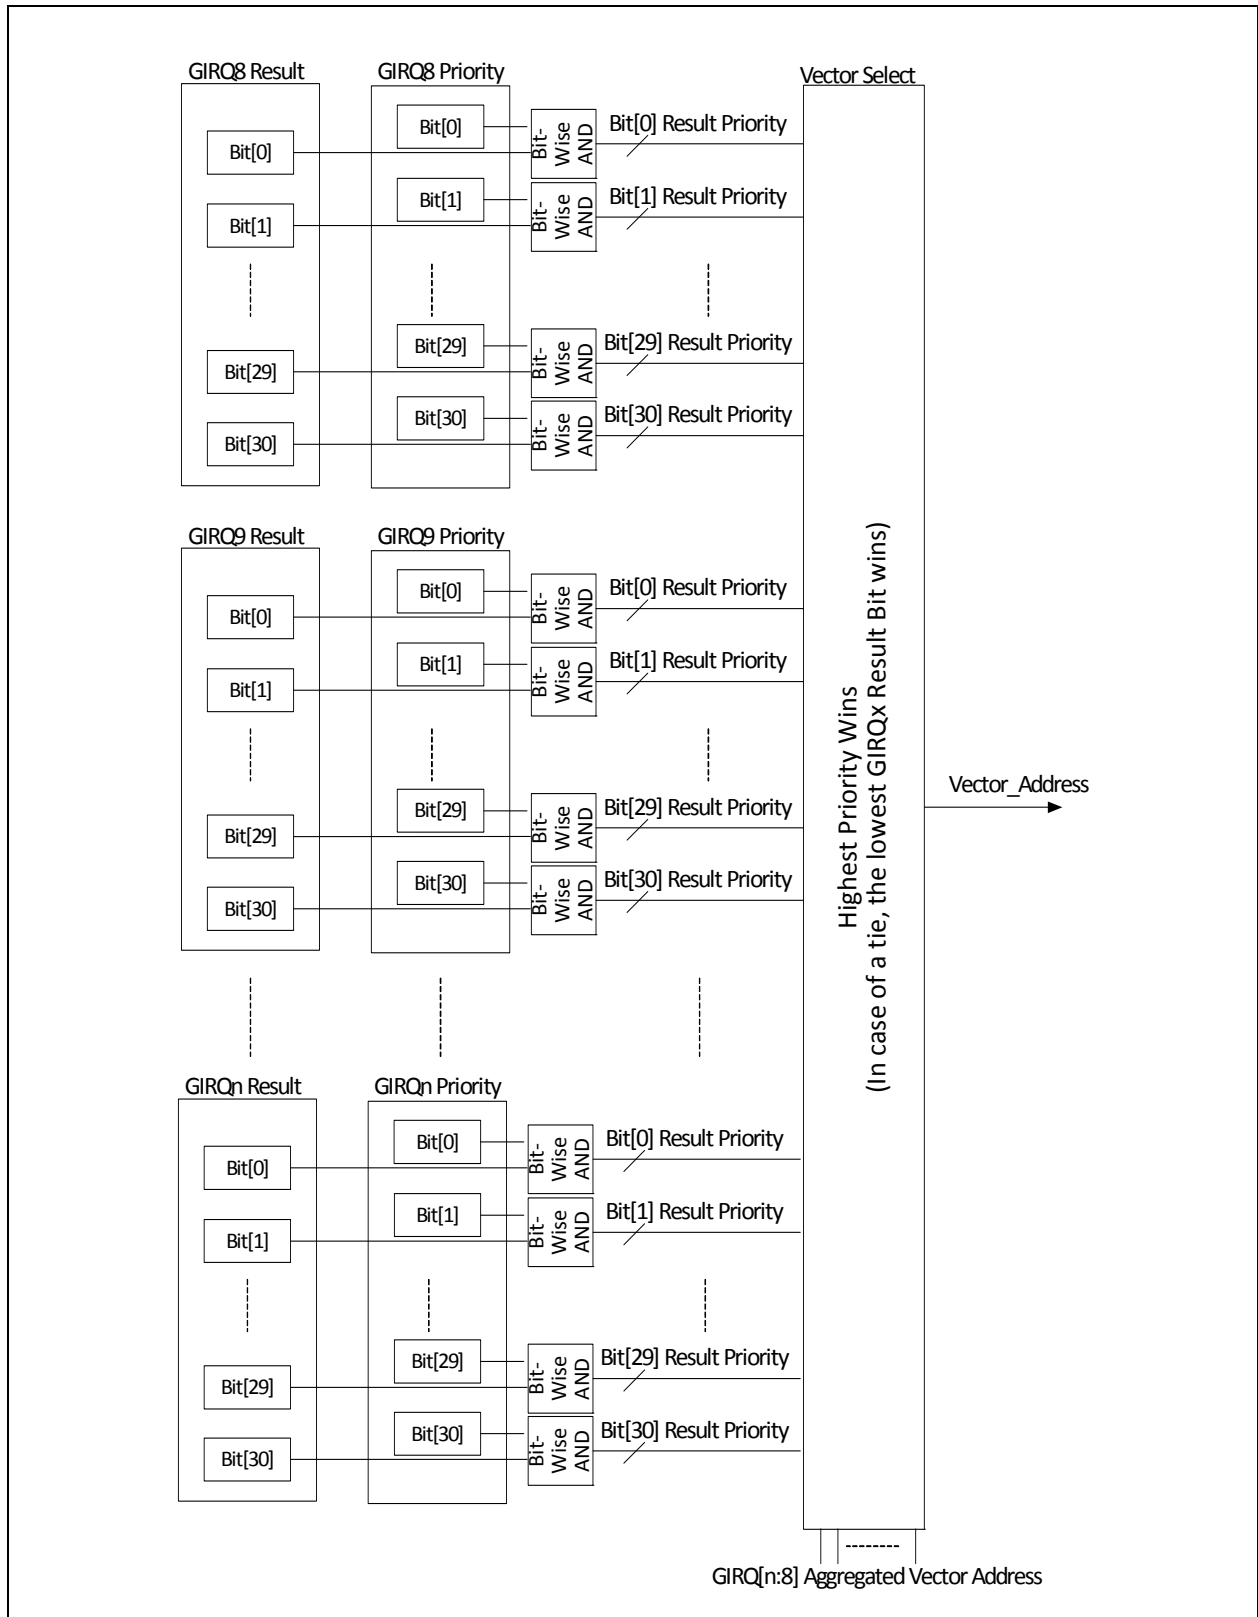 GIRQ8 Result
GIRQ8 Priority
Vector Select
Bit[0]
Bit[0]
Bit-
Wise
AND
Bit[0] Result Priority
Bit[1]
Bit[1]
Bit-
Wise
AND
Bit[1] Result Priority
Bit[29]
Bit[29]
Bit-
Wise
AND
Bit[29] Result Priority
Bit[30]
Bit[30]
Bit-
Wise
AND
Bit[30] Result Priority
GIRQ9 Result
GIRQ9 Priority
Bit[0]
Bit[0]
Bit-
Wise
AND
Bit[0] Result Priority
Bit[1]
Bit[1]
Bit-
Wise
AND
Bit[1] Result Priority
Bit[29]
Bit[29]
Bit-
Wise
AND
Bit[29] Result Priority
Bit[30]
Bit[30]
Bit-
Wise
AND
Bit[30] Result Priority
Highest Priority Wins
(In case of a tie, the lowest GIRQx Result Bit wins)
Vector_Address
GIRQn Result
GIRQn Priority
Bit[0]
Bit[0]
Bit-
Wise
AND
Bit[0] Result Priority
Bit[1]
Bit[1]
Bit-
Wise
AND
Bit[1] Result Priority
Bit[29]
Bit[29]
Bit-
Wise
AND
Bit[29] Result Priority
Bit[30]
Bit[30]
Bit-
Wise
AND
Bit[30] Result Priority
GIRQ[n:8] Aggregated Vector Address